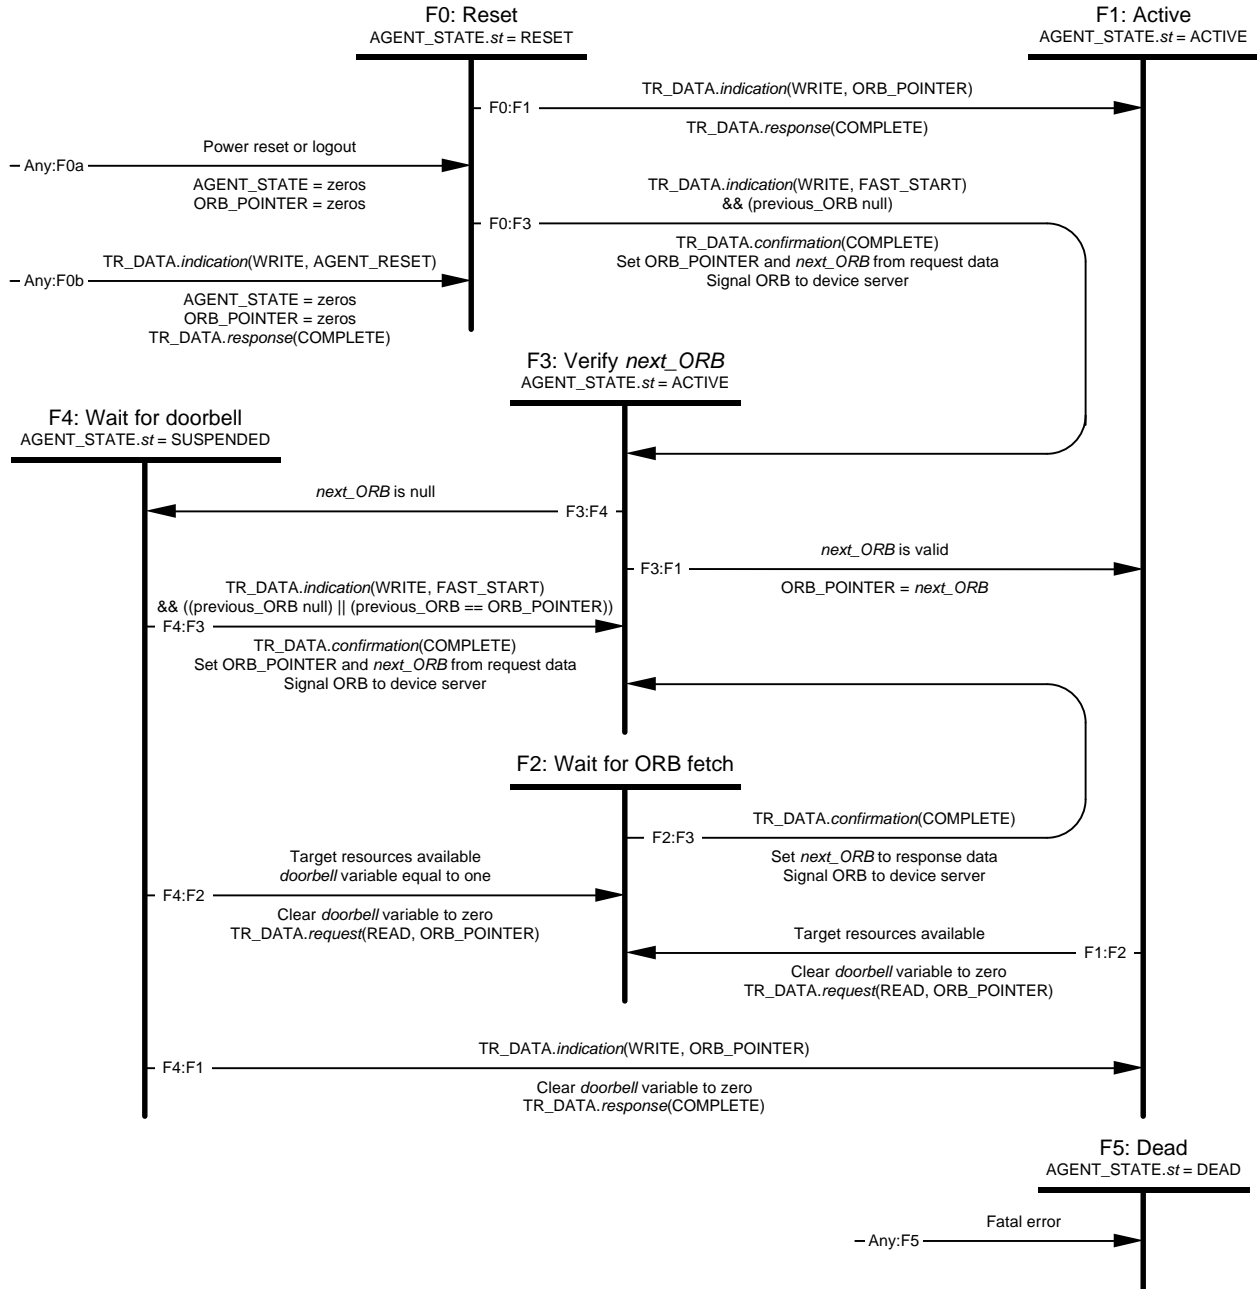 F0: Reset
AGENT_STATE.st = RESET
F1: Active
AGENT_STATE.st = ACTIVE
TR_DATA.indication(WRITE, ORB_POINTER)
F0:F1
TR_DATA.response(COMPLETE)
Power reset or logout
Any:F0a
AGENT_STATE = zeros
ORB_POINTER = zeros
TR_DATA.indication(WRITE, FAST_START)
&& (previous_ORB null)
F0:F3
TR_DATA.confirmation(COMPLETE)
Set ORB_POINTER and next_ORB from request data
Signal ORB to device server
TR_DATA.indication(WRITE, AGENT_RESET)
Any:F0b
AGENT_STATE = zeros
ORB_POINTER = zeros
TR_DATA.response(COMPLETE)
F3: Verify next_ORB
AGENT_STATE.st = ACTIVE
F4: Wait for doorbell
AGENT_STATE.st = SUSPENDED
next_ORB is null
F3:F4
next_ORB is valid
F3:F1
ORB_POINTER = next_ORB
TR_DATA.indication(WRITE, FAST_START)
&& ((previous_ORB null) || (previous_ORB == ORB_POINTER))
F4:F3
TR_DATA.confirmation(COMPLETE)
Set ORB_POINTER and next_ORB from request data
Signal ORB to device server
F2: Wait for ORB fetch
TR_DATA.confirmation(COMPLETE)
F2:F3
Set next_ORB to response data
Signal ORB to device server
Target resources available
doorbell variable equal to one
F4:F2
Clear doorbell variable to zero
TR_DATA.request(READ, ORB_POINTER)
Target resources available
F1:F2
Clear doorbell variable to zero
TR_DATA.request(READ, ORB_POINTER)
TR_DATA.indication(WRITE, ORB_POINTER)
F4:F1
Clear doorbell variable to zero
TR_DATA.response(COMPLETE)
F5: Dead
AGENT_STATE.st = DEAD
Fatal error
Any:F5